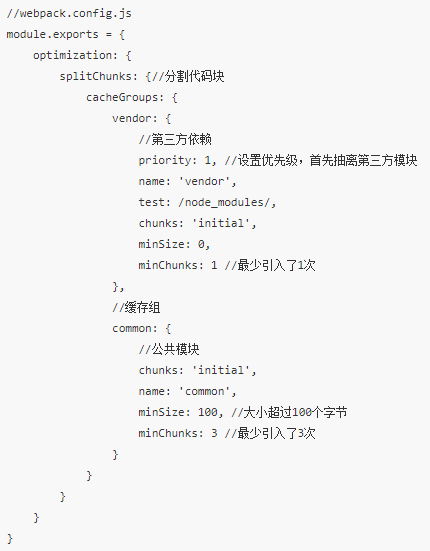 //webpack.config.js
module.exports = {
    optimization: {
        splitChunks: {//分割代码块
            cacheGroups: {
                vendor: {
                    //第三方依赖
                    priority: 1, //设置优先级，首先抽离第三方模块
                    name: 'vendor',
                    test: /node_modules/,
                    chunks: 'initial',
                    minSize: 0,
                    minChunks: 1 //最少引入了1次
                },
                //缓存组
                common: {
                    //公共模块
                    chunks: 'initial',
                    name: 'common',
                    minSize: 100, //大小超过100个字节
                    minChunks: 3 //最少引入了3次
                }
            }
        }
    }
}